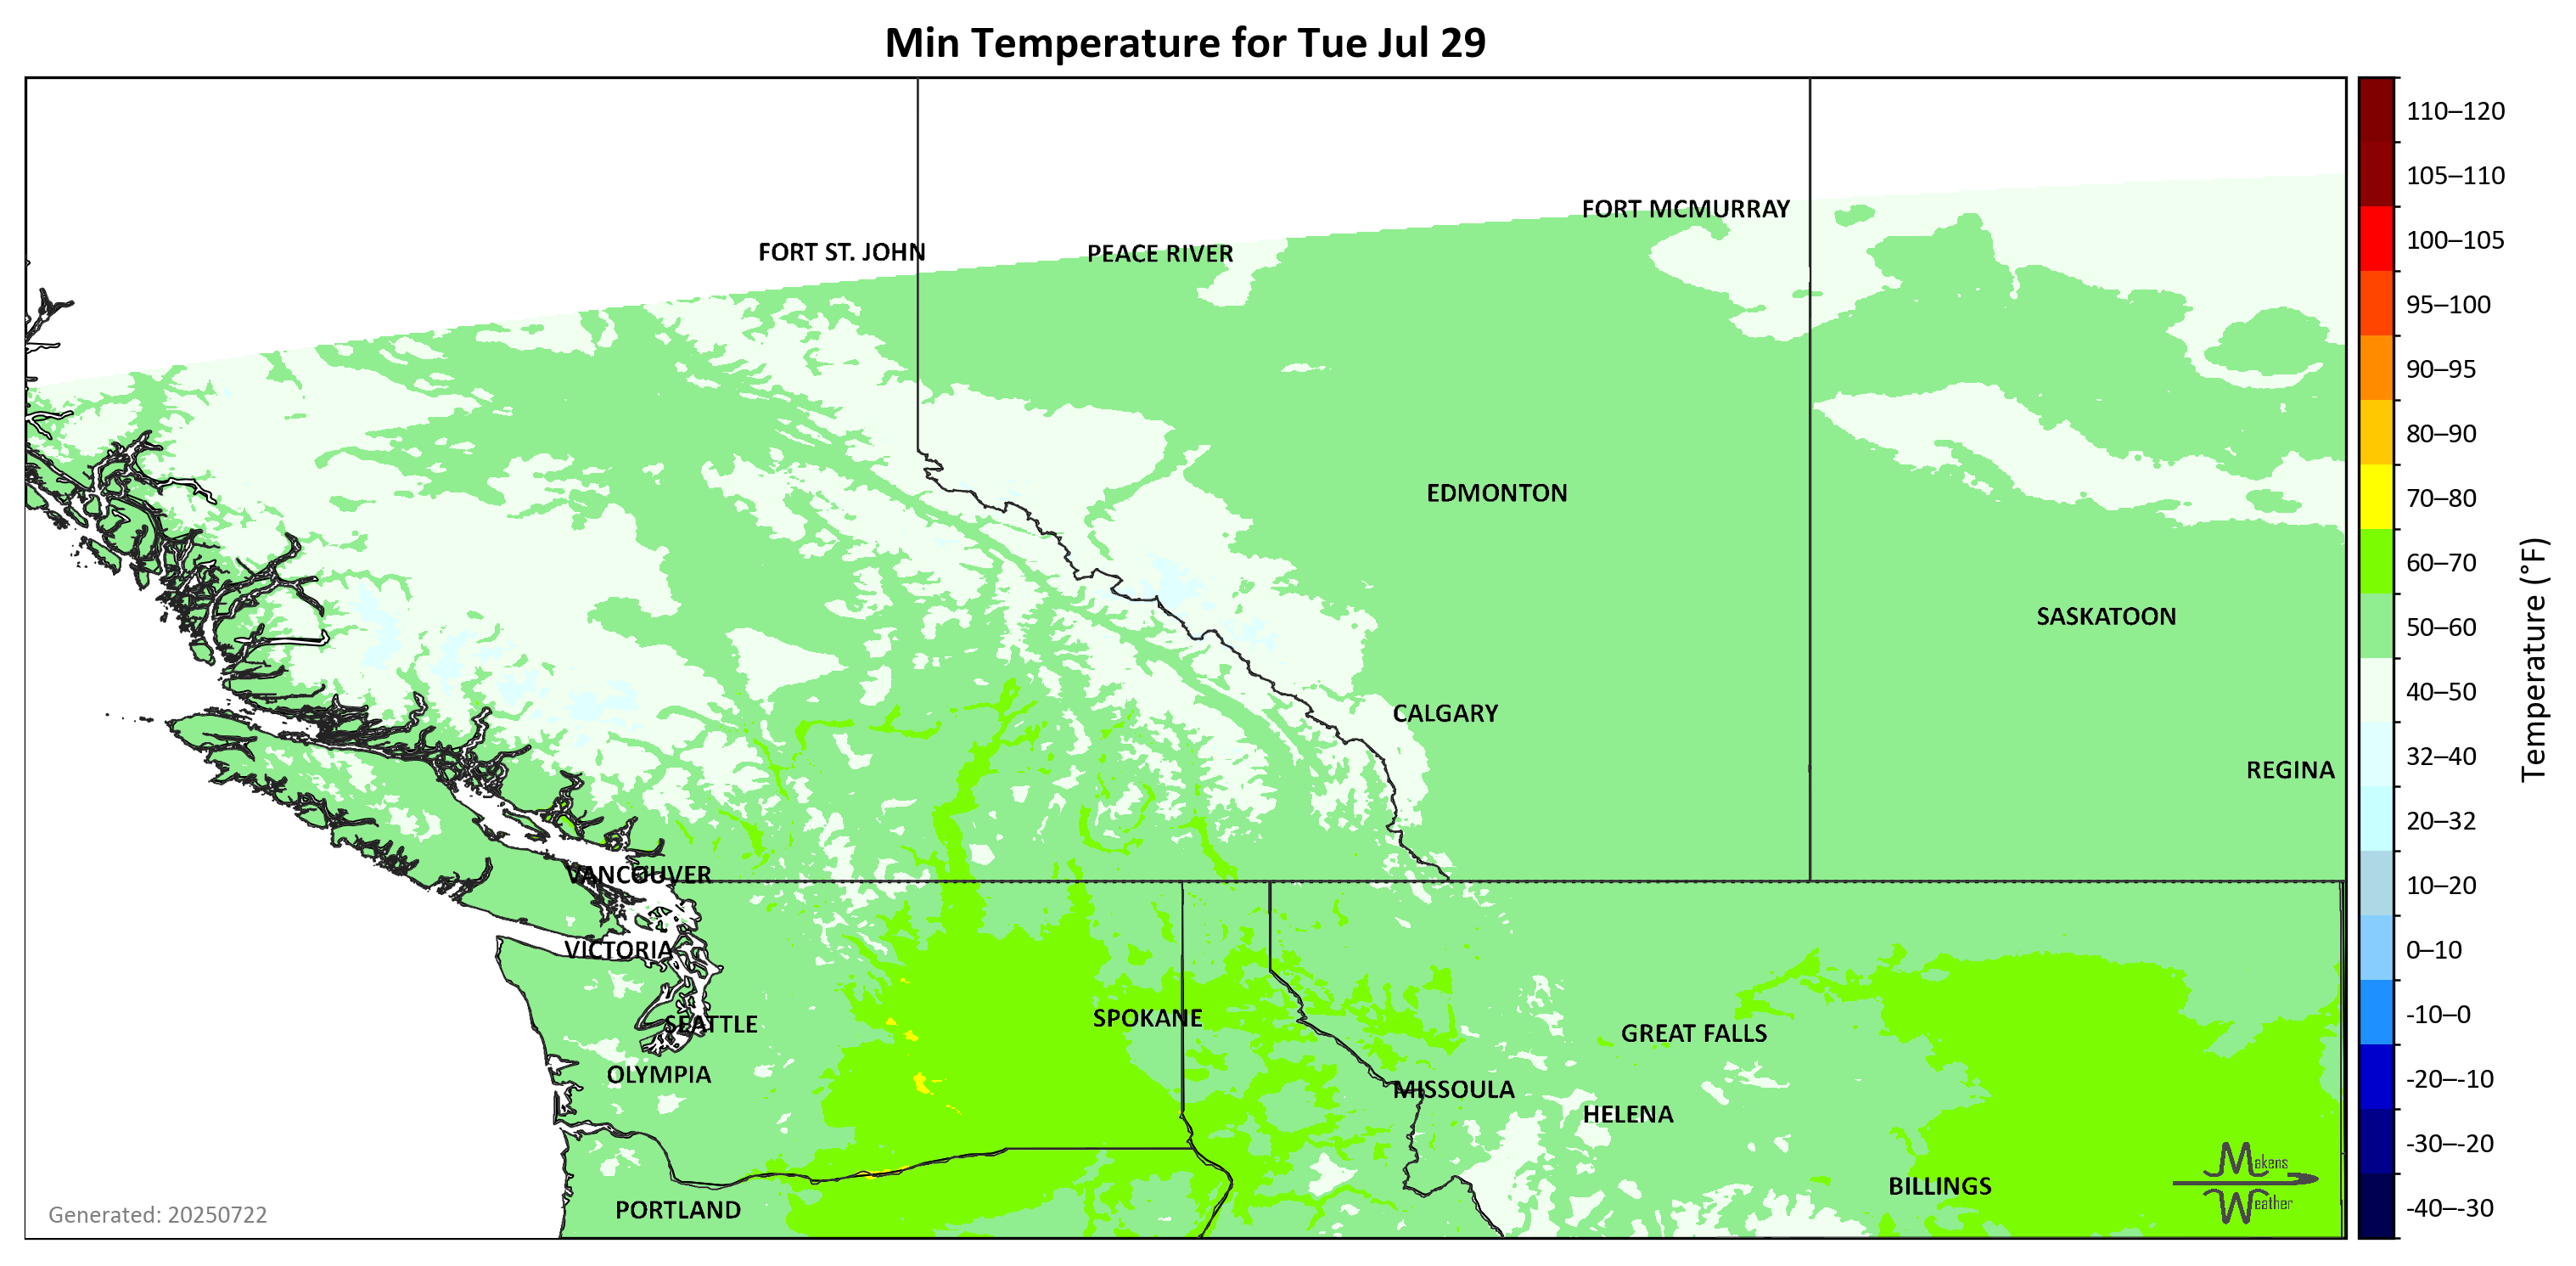 Min Temperature for Tue Jul 29
110–120
105–110
FORT MCMURRAY
100–105
FORT ST. JOHN
PEACE RIVER
95–100
90–95
80–90
EDMONTON
70–80
60–70
SASKATOON
50–60
40–50
CALGARY
32–40
REGINA
20–32
VANCOUVER
10–20
VICTORIA
0–10
SEATTLE
SPOKANE
GREAT FALLS
-10–0
OLYMPIA
MISSOULA
-20–-10
HELENA
-30–-20
Makens
Weather
BILLINGS
PORTLAND
-40–-30
Generated: 20250722
Temperature (°F)